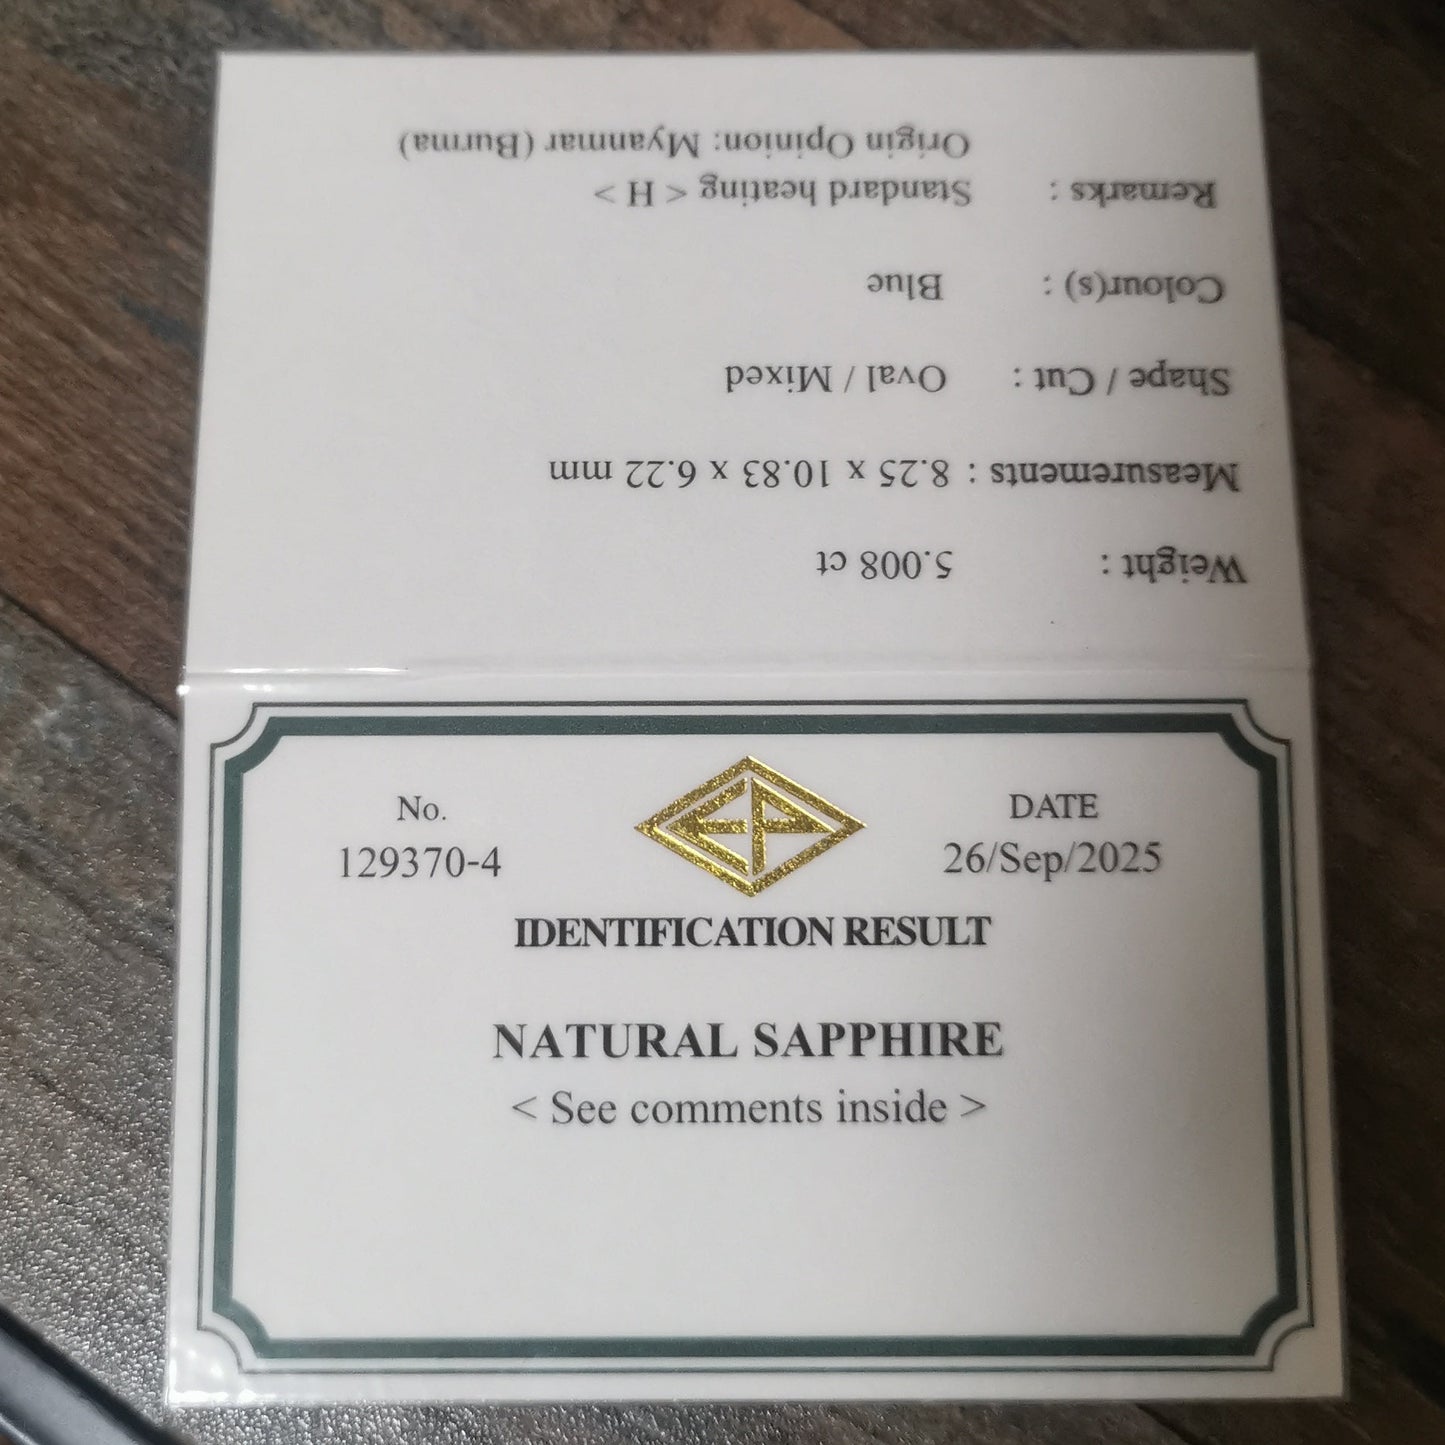 Weight : 5.008 ct
Measurements : 8.25 x 10.83 x 6.22 mm
Shape / Cut : Oval / Mixed
Colour(s) : Blue
Remarks : Standard heating < H >
Origin Opinion: Myanmar (Burma)
No.
129370-4
DATE
26/Sep/2025
IDENTIFICATION RESULT
NATURAL SAPPHIRE
< See comments inside >